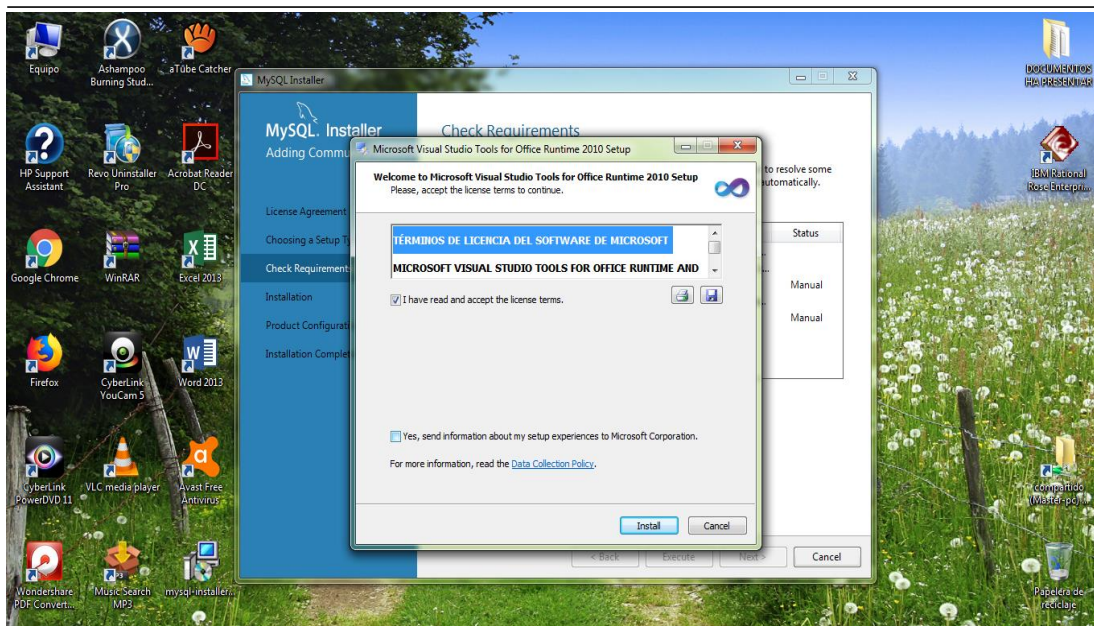 Equipo
Ashampoo
Burning Stud...
aTube Catcher
HP Support
Assistant
Revo Uninstaller
Pro
Acrobat Reader
DC
Google Chrome
WinRAR
Excel 2013
Firefox
CyberLink
YouCam 5
Word 2013
CyberLink
PowerDVD 11
VLC media player
Avast Free
Antivirus
Wondershare
PDF Convert...
Music Search
MP3
mysql-installer...
MySQL Installer
MySQL. Installer
Adding Commu
License Agreement
Choosing a Setup Ty
Check Requirements
Installation
Product Configurati
Installation Complet
Check Requirements
to resolve some
automatically.
Status
Manual
Manual
< Back
Execute
Next >
Cancel
Microsoft Visual Studio Tools for Office Runtime 2010 Setup
Welcome to Microsoft Visual Studio Tools for Office Runtime 2010 Setup
Please, accept the license terms to continue.
TÉRMINOS DE LICENCIA DEL SOFTWARE DE MICROSOFT
MICROSOFT VISUAL STUDIO TOOLS FOR OFFICE RUNTIME AND
I have read and accept the license terms.
Yes, send information about my setup experiences to Microsoft Corporation.
For more information, read the Data Collection Policy.
Install
Cancel
DOCUMENTOS
HA PRESENTAR
IBM Rational
Rose Enterpri...
compartido
(Master-pc)...
Papelera de
reciclaje